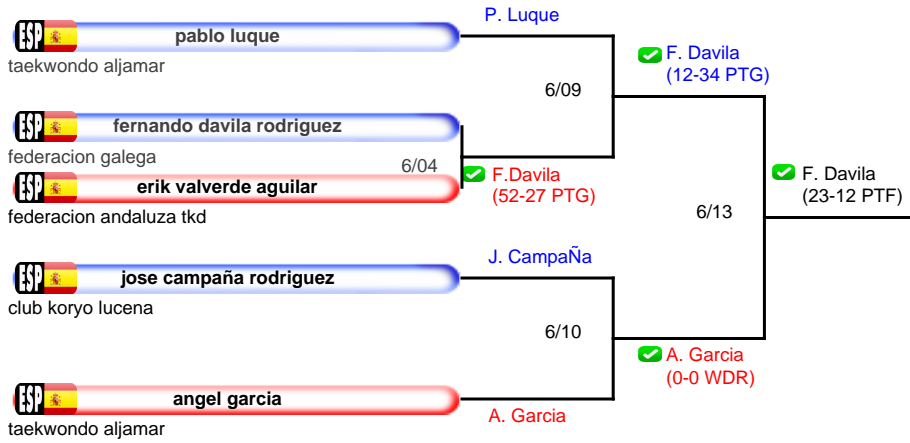 P. Luque
ESP pablo luque
taekwondo aljamar
F. Davila
(12-34 PTG)
6/09
ESP fernando davila rodriguez
federacion galega
6/04
F.Davila
(52-27 PTG)
ESP erik valverde aguilar
federacion andaluza tkd
F. Davila
(23-12 PTF)
6/13
J. CampaÑa
ESP jose campaña rodriguez
club koryo lucena
6/10
A. Garcia
(0-0 WDR)
ESP angel garcia
A. Garcia
taekwondo aljamar